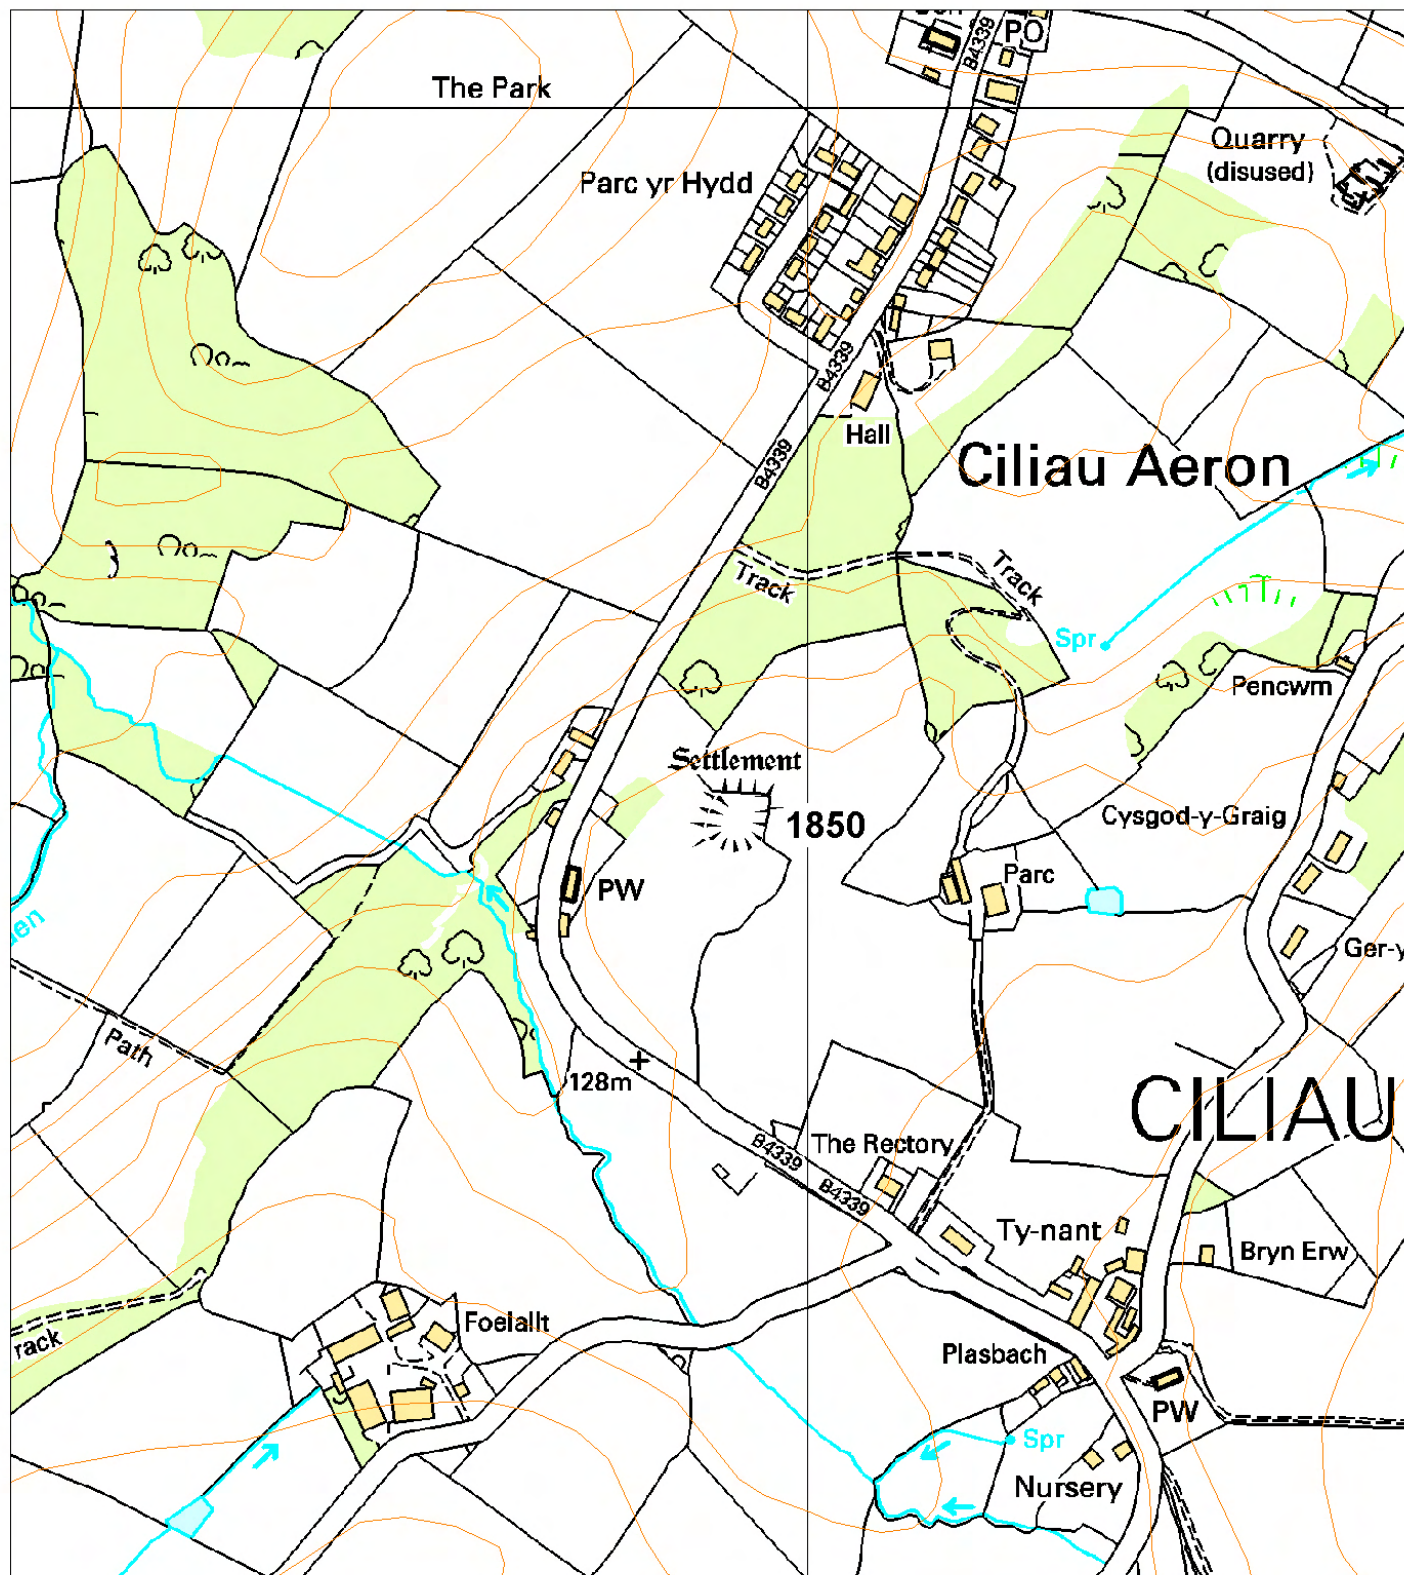 B4339
PO
The Park
Quarry
(disused)
Parc yr Hydd
B4339
Hall
B4339
Ciliau Aeron
Track
Track
Spr
Pencwm
Settlement
1850
Cysgod-y-Graig
Parc
PW
Ger-y
Path
128m
CILIAU
B4339
The Rectory
B4339
Ty-nant
Bryn Erw
Foelallt
rack
Plasbach
PW
Spr
Nursery